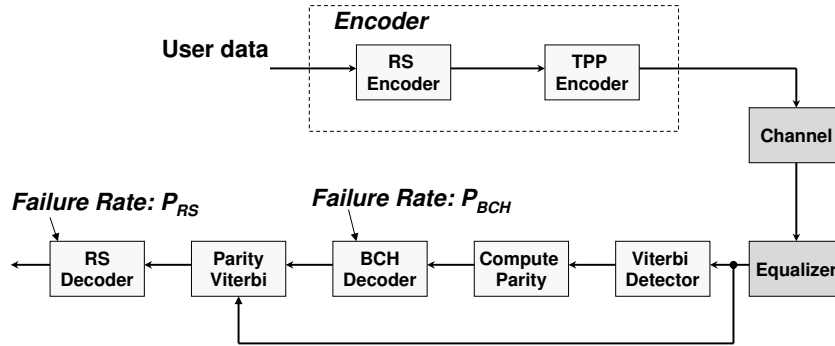 Encoder
User data
RS
Encoder
TPP
Encoder
Channel
Failure Rate: P_RS
Failure Rate: P_BCH
RS
Decoder
Parity
Viterbi
BCH
Decoder
Compute
Parity
Viterbi
Detector
Equalizer